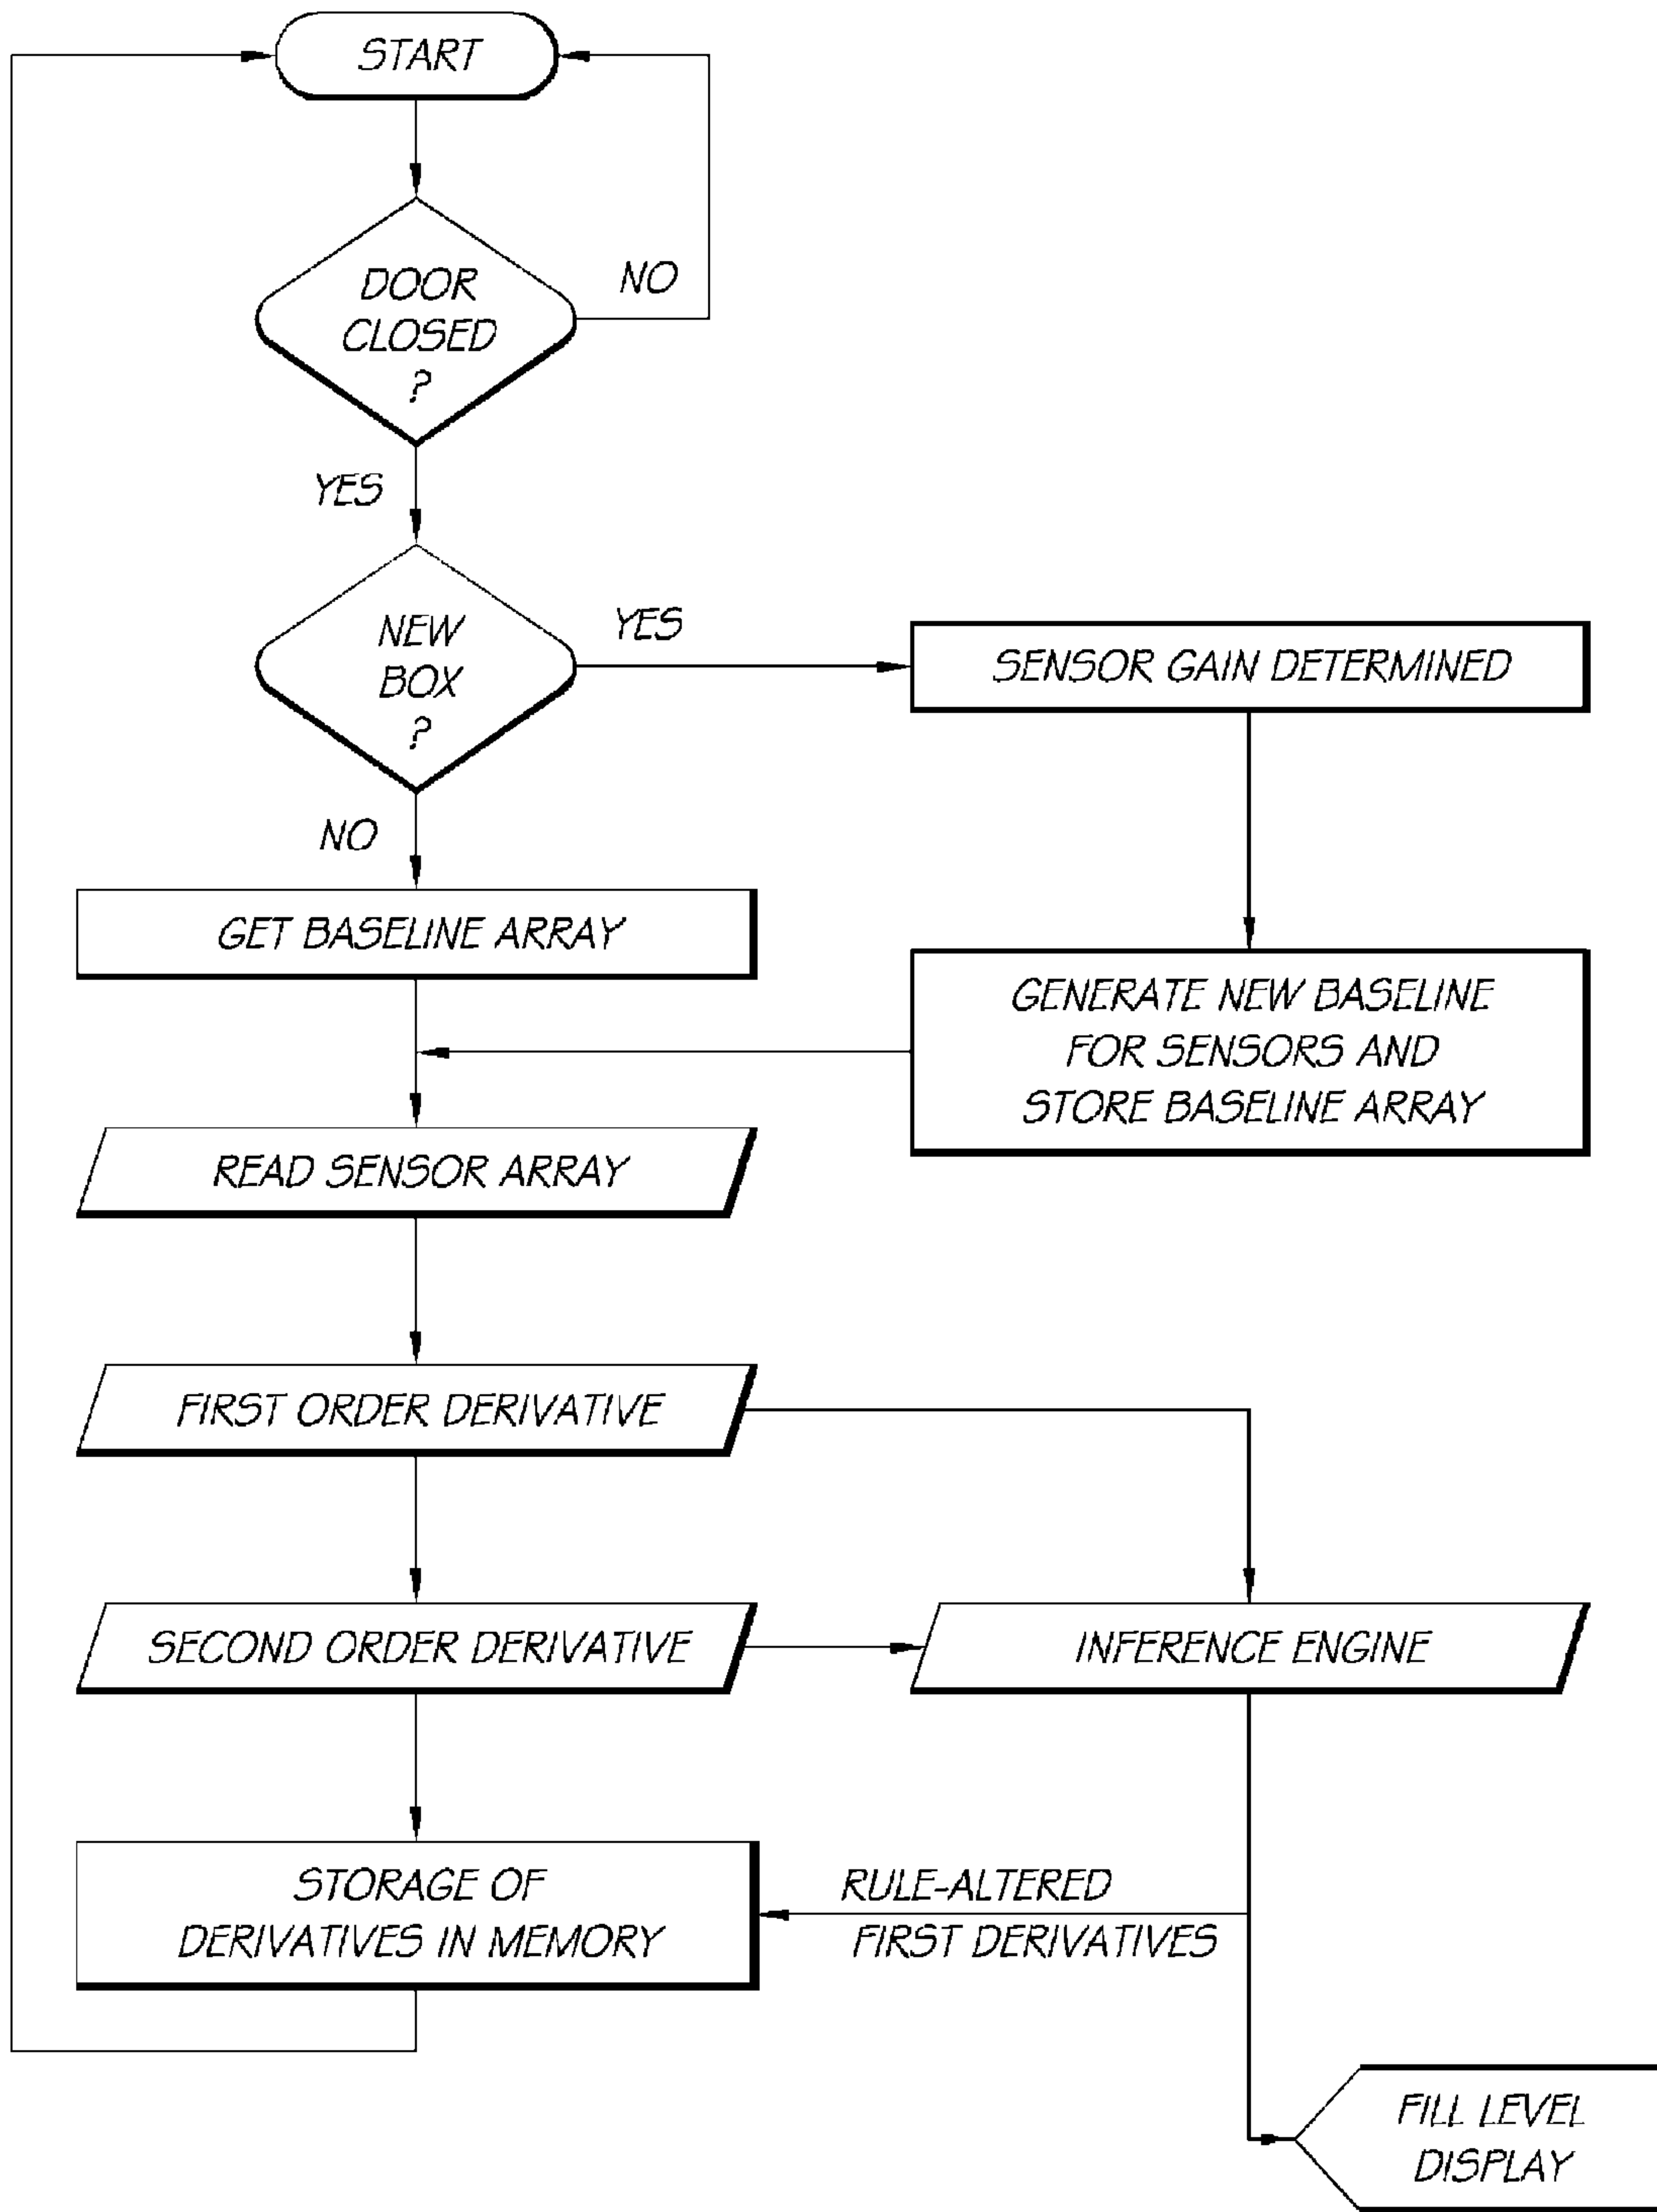 START
DOOR
CLOSED
?
NO
YES
NEW
BOX
?
YES
SENSOR GAIN DETERMINED
NO
GET BASELINE ARRAY
GENERATE NEW BASELINE
FOR SENSORS AND
STORE BASELINE ARRAY
READ SENSOR ARRAY
FIRST ORDER DERIVATIVE
SECOND ORDER DERIVATIVE
INFERENCE ENGINE
STORAGE OF
DERIVATIVES IN MEMORY
RULE-ALTERED
FIRST DERIVATIVES
FILL LEVEL
DISPLAY